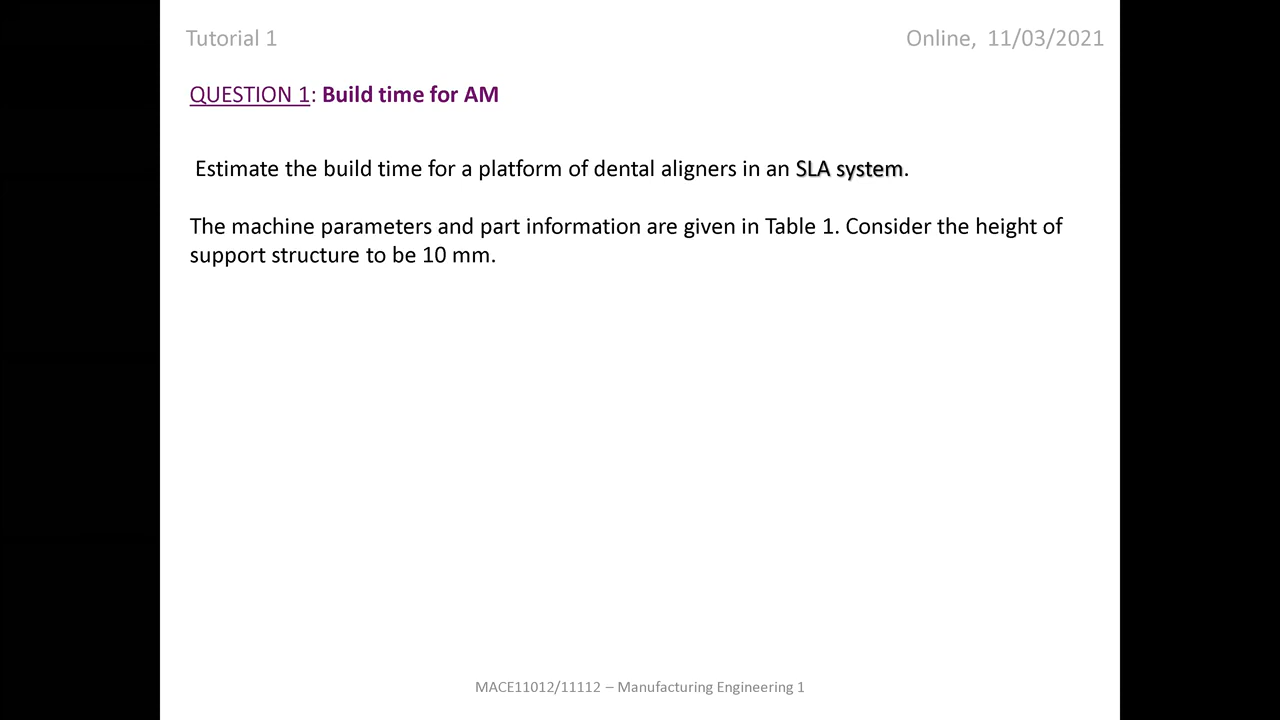 Tutorial 1
Online, 11/03/2021
QUESTION 1: Build time for AM
Estimate the build time for a platform of dental aligners in an SLA system.
The machine parameters and part information are given in Table 1. Consider the height of
support structure to be 10 mm.
MACE11012/11112 – Manufacturing Engineering 1